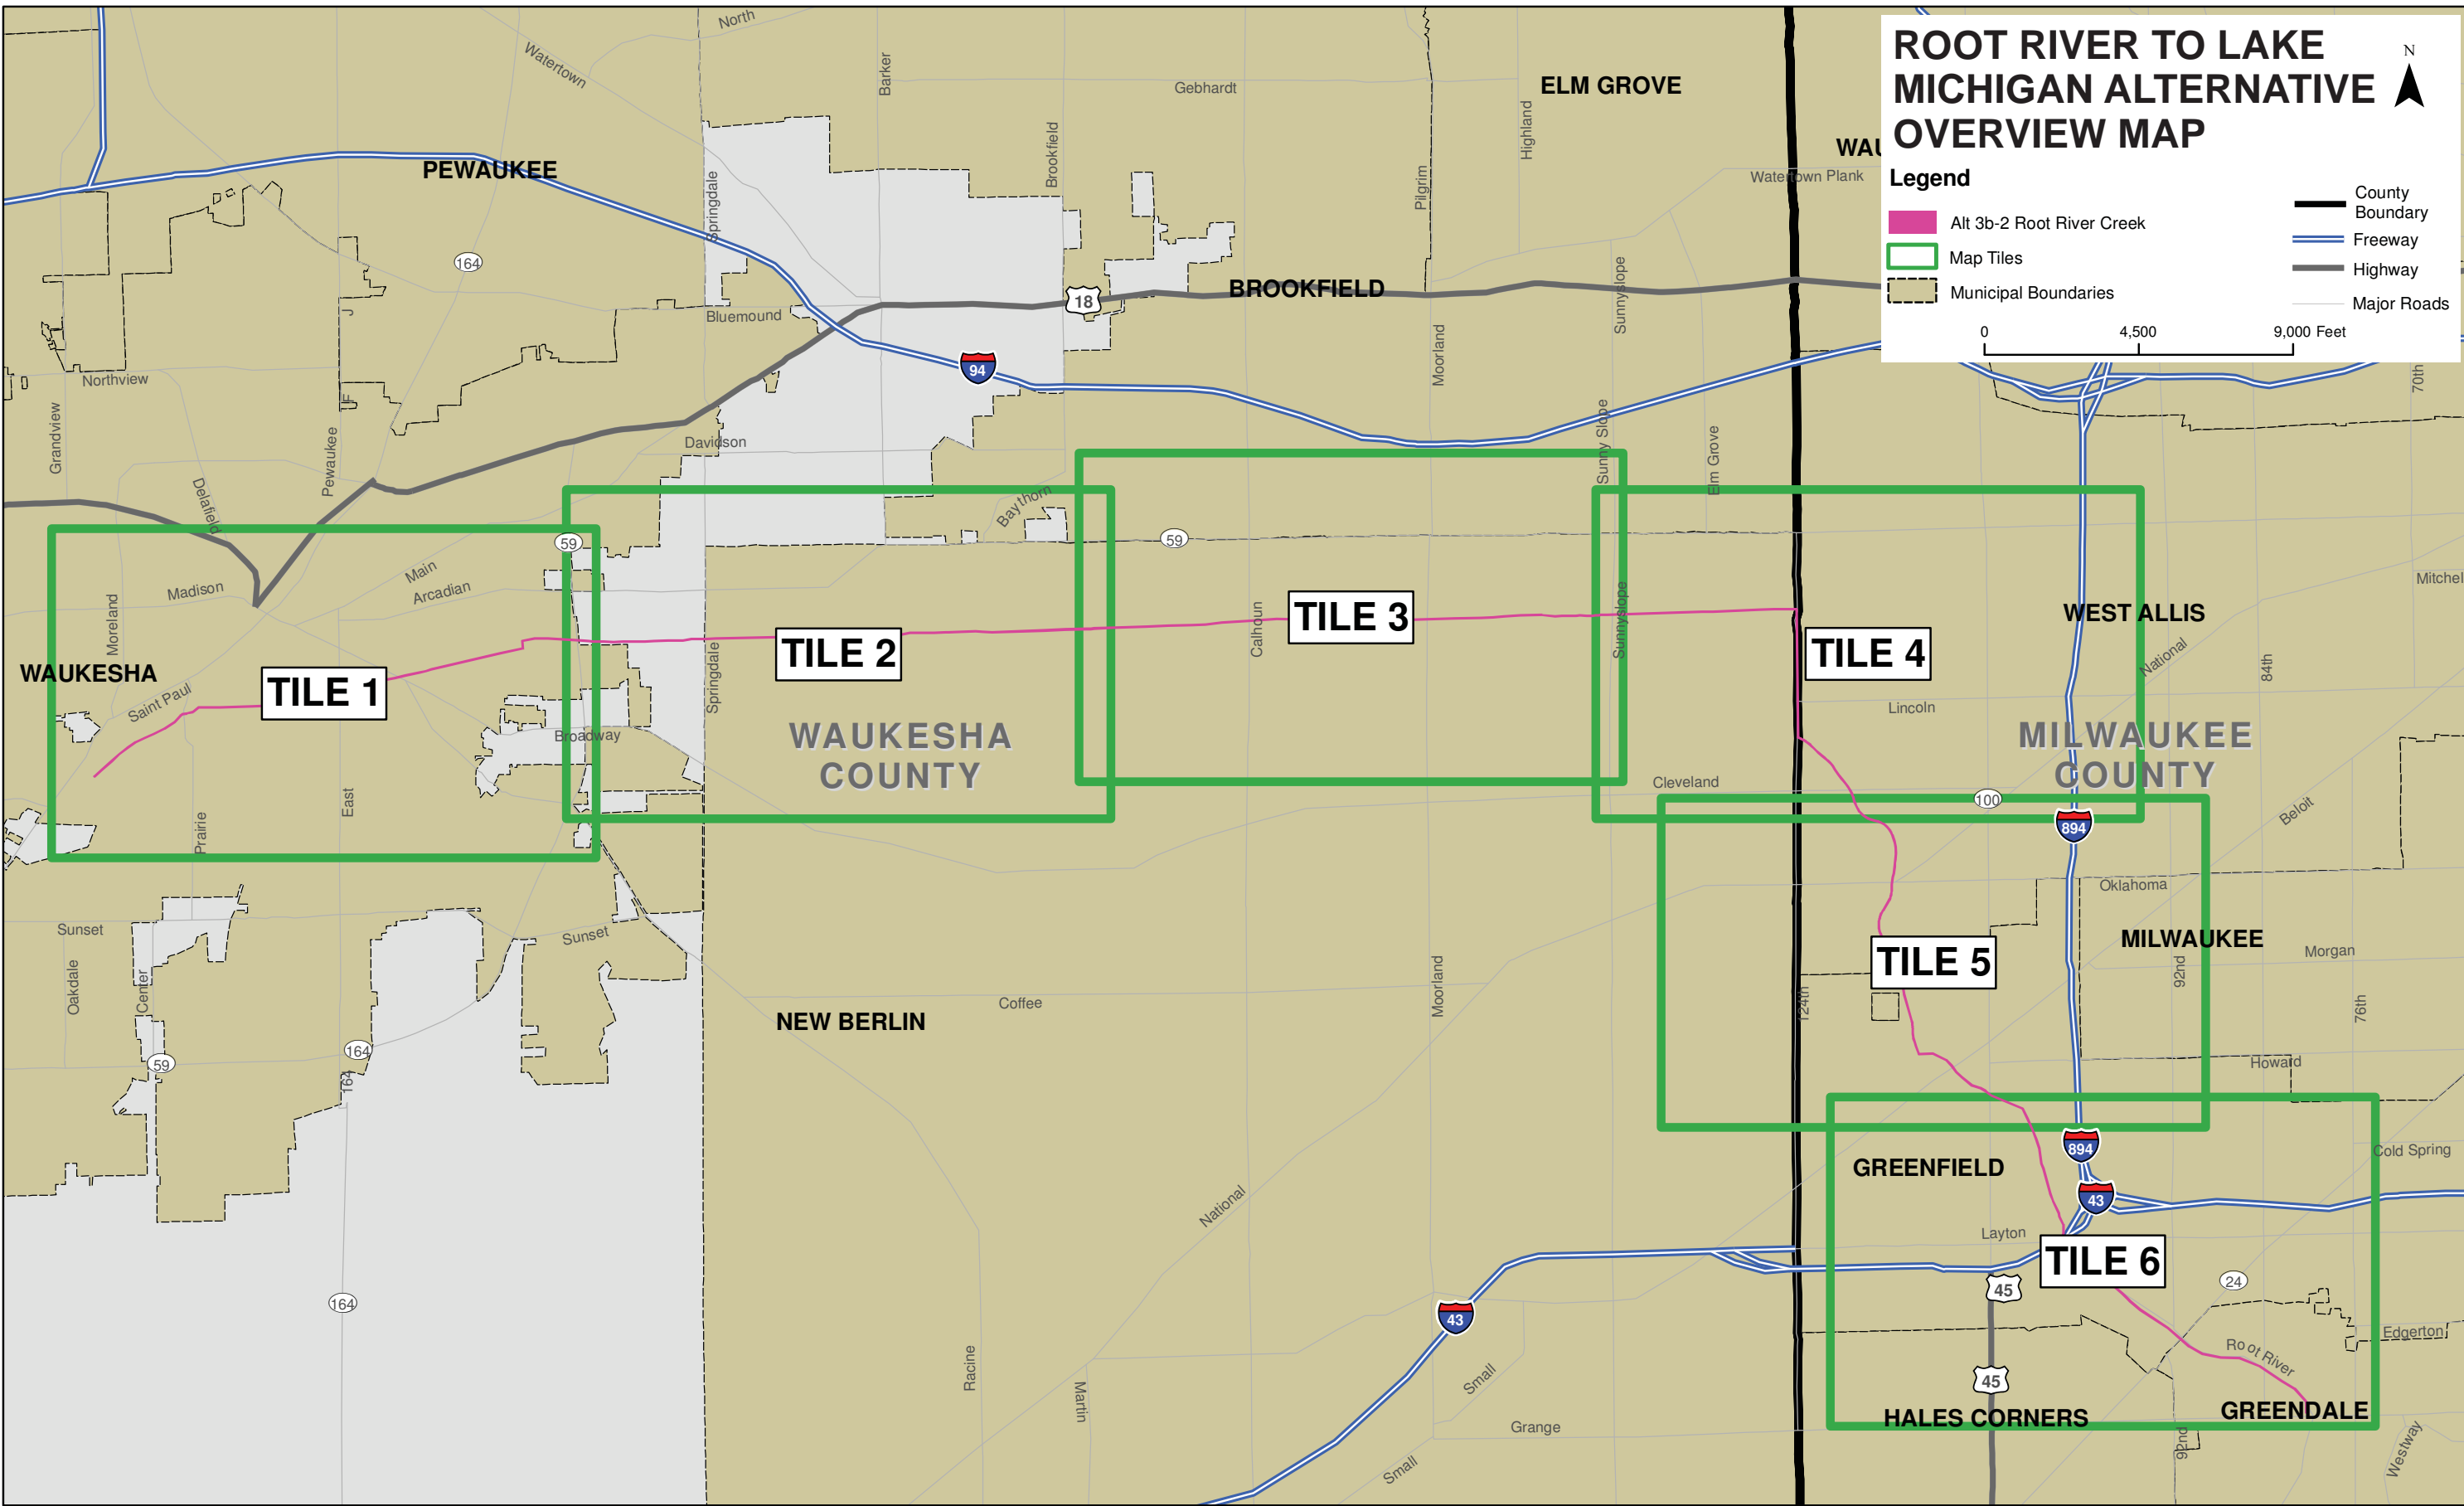 ROOT RIVER TO LAKE
MICHIGAN ALTERNATIVE
OVERVIEW MAP
N
Legend
Alt 3b-2 Root River Creek
Map Tiles
Municipal Boundaries
County
Boundary
Freeway
Highway
Major Roads
0 4,500 9,000 Feet
North
Watertown
Barker
Gebhardt
ELM GROVE
Highland
Brookfield
WAU
Watertown Plank
PEWAUKEE
Springdale
Pilgrim
164
J
18
BROOKFIELD
Sunnyslope
Bluemound
94
Moorland
70th
Northview
F
Grandview
Pewaukee
Davidson
Sunny Slope
Elm Grove
Delafield
Baythorn
59
59
Main
Madison
Arcadian
Moreland
Mitchel
TILE 3
Calhoun
Sunnyslope
WEST ALLIS
TILE 2
TILE 4
National
84th
WAUKESHA
TILE 1
Saint Paul
Springdale
Lincoln
Broadway
WAUKESHA
COUNTY
MILWAUKEE
COUNTY
Cleveland
100
East
Prairie
894
Beloit
Oklahoma
Sunset
Sunset
MILWAUKEE
Morgan
TILE 5
Oakdale
Center
Moorland
92nd
124th
76th
Coffee
NEW BERLIN
164
59
164
Howard
894
Cold Spring
GREENFIELD
43
National
Layton
TILE 6
164
24
45
43
Edgerton
Root River
Racine
Martin
Small
45
GREENDALE
HALES CORNERS
Grange
92nd
Westway
Small